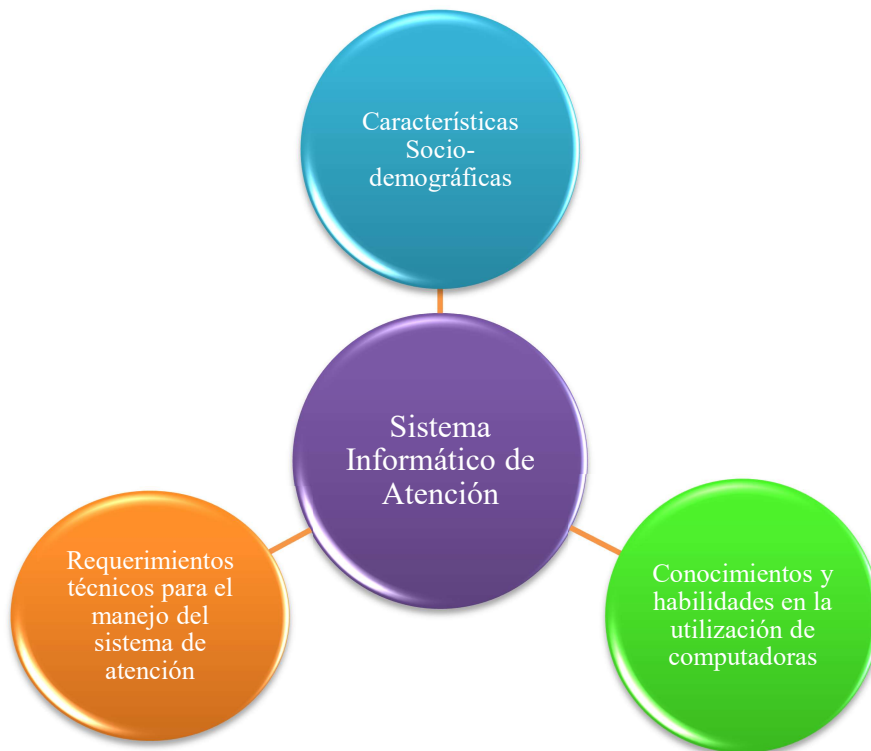 Características
Socio-
demográficas
Sistema
Informático de
Atención
Requerimientos
técnicos para el
manejo del
sistema de
atención
Conocimientos y
habilidades en la
utilización de
computadoras